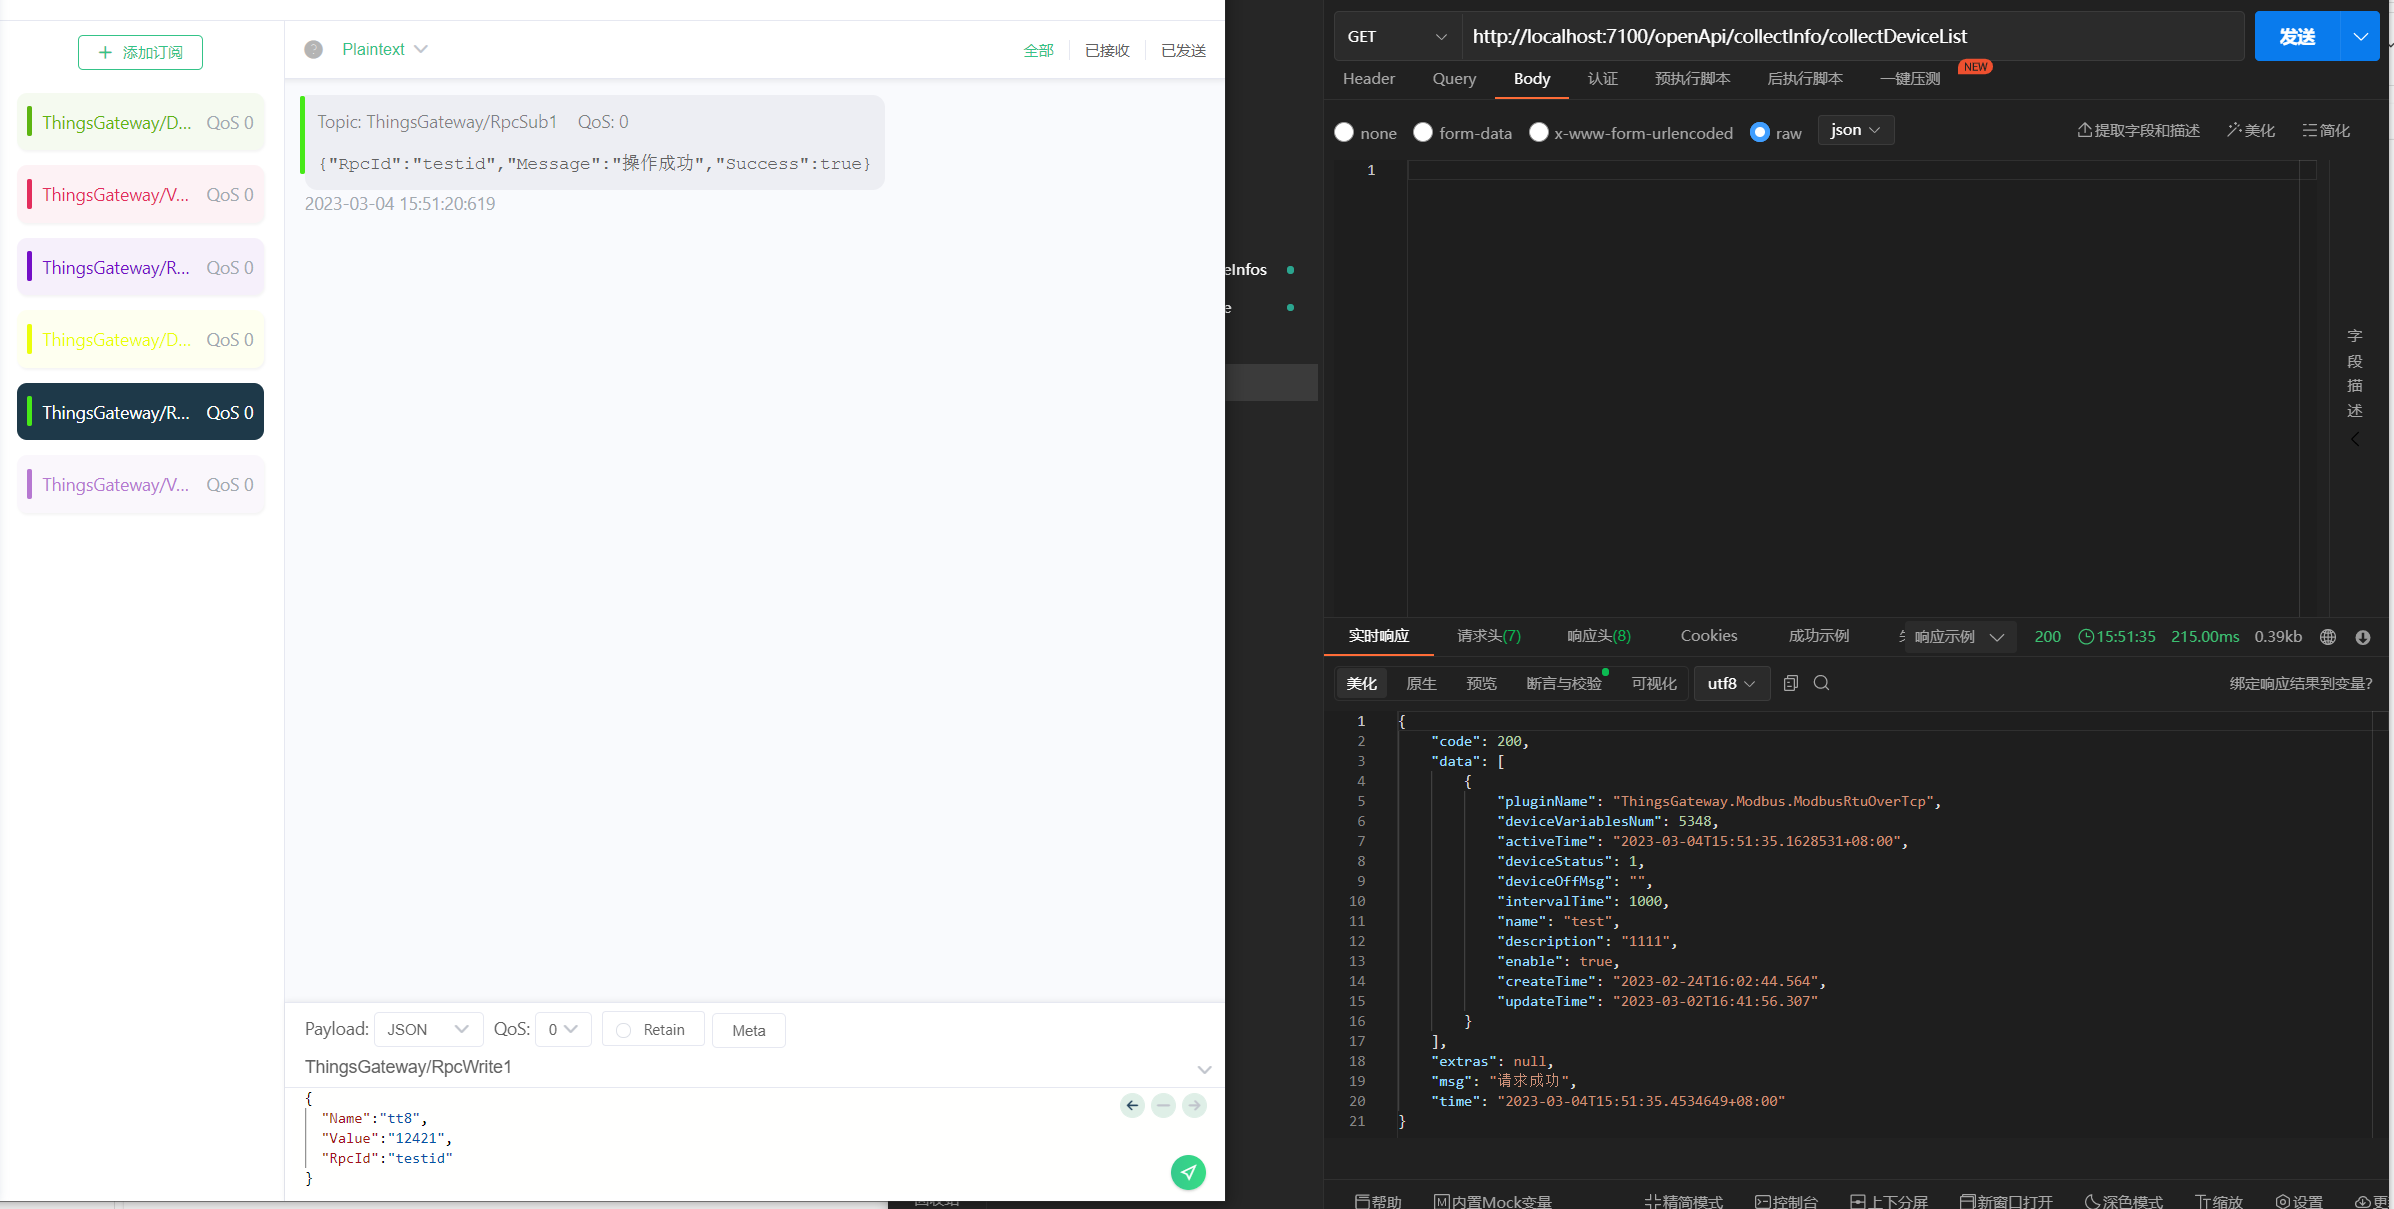 添加订阅
ThingsGateway/D... QoS 0
ThingsGateway/V... QoS 0
ThingsGateway/R... QoS 0
ThingsGateway/D... QoS 0
ThingsGateway/R... QoS 0
ThingsGateway/V... QoS 0
Plaintext 全部 已接收 已发送
Topic: ThingsGateway/RpcSub1 QoS: 0
{"RpcId":"testid","Message":"操作成功","Success":true}
2023-03-04 15:51:20:619
Payload: JSON QoS: 0 Retain Meta
ThingsGateway/RpcWrite1
{
"Name":"tt8",
"Value":"12421",
"RpcId":"testid"
}
eInfos
e
GET http://localhost:7100/openApi/collectInfo/collectDeviceList 发送
Header Query Body 认证 预执行脚本 后执行脚本 一键压测 NEW
none form-data x-www-form-urlencoded raw json 提取字段和描述 美化 简化
1
字
段
描
述
实时响应 请求头(7) 响应头(8) Cookies 成功示例 响应示例 200 15:51:35 215.00ms 0.39kb
美化 原生 预览 断言与校验 可视化 utf8 绑定响应结果到变量?
1 {
2 "code": 200,
3 "data": [
4 {
5 "pluginName": "ThingsGateway.Modbus.ModbusRtuOverTcp",
6 "deviceVariablesNum": 5348,
7 "activeTime": "2023-03-04T15:51:35.1628531+08:00",
8 "deviceStatus": 1,
9 "deviceOffMsg": "",
10 "intervalTime": 1000,
11 "name": "test",
12 "description": "1111",
13 "enable": true,
14 "createTime": "2023-02-24T16:02:44.564",
15 "updateTime": "2023-03-02T16:41:56.307"
16 }
17 ],
18 "extras": null,
19 "msg": "请求成功",
20 "time": "2023-03-04T15:51:35.4534649+08:00"
21 }
帮助 内置Mock变量 精简模式 控制台 上下分屏 新窗口打开 深色模式 缩放 设置